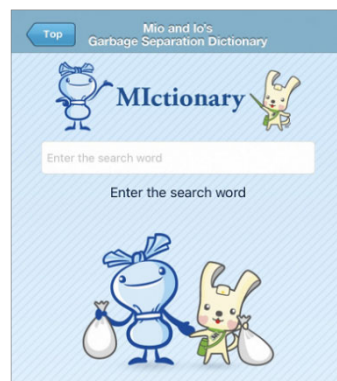 Top
Mio and Io's
Garbage Separation Dictionary
MIctionary
Enter the search word
Enter the search word